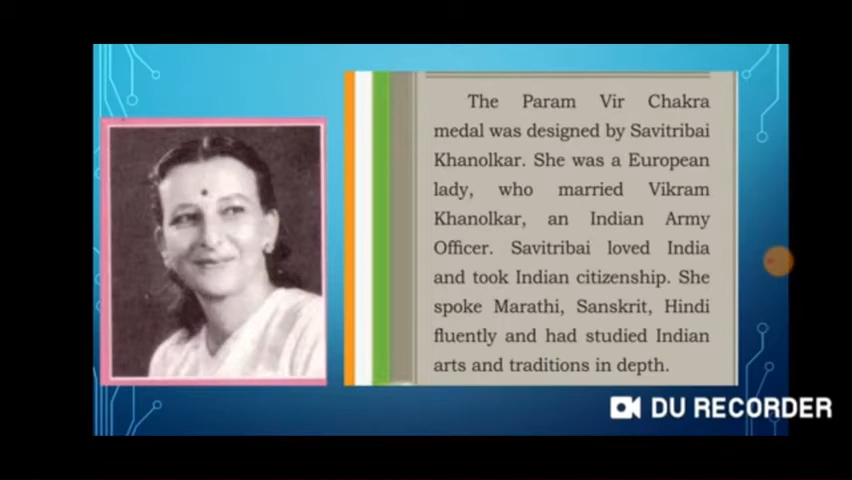 The Param Vir Chakra
medal was designed by Savitribai
Khanolkar. She was a European
lady, who married Vikram
Khanolkar, an Indian Army
Officer. Savitribai loved India
and took Indian citizenship. She
spoke Marathi, Sanskrit, Hindi
fluently and had studied Indian
arts and traditions in depth.
DU RECORDER